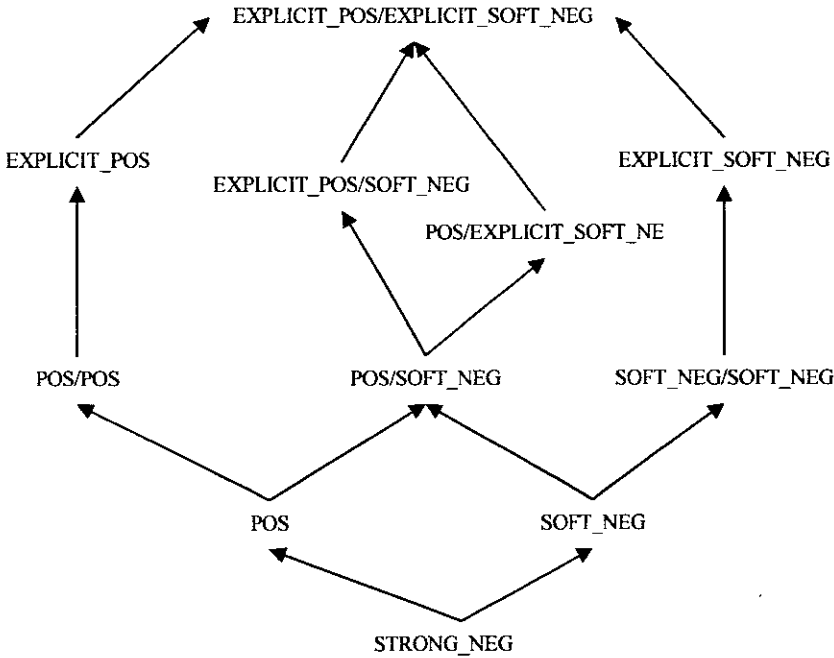 EXPLICIT_POS/EXPLICIT_SOFT_NEG
EXPLICIT_POS
EXPLICIT_SOFT_NEG
EXPLICIT_POS/SOFT_NEG
POS/EXPLICIT_SOFT_NE
POS/POS
POS/SOFT_NEG
SOFT_NEG/SOFT_NEG
POS
SOFT_NEG
STRONG_NEG